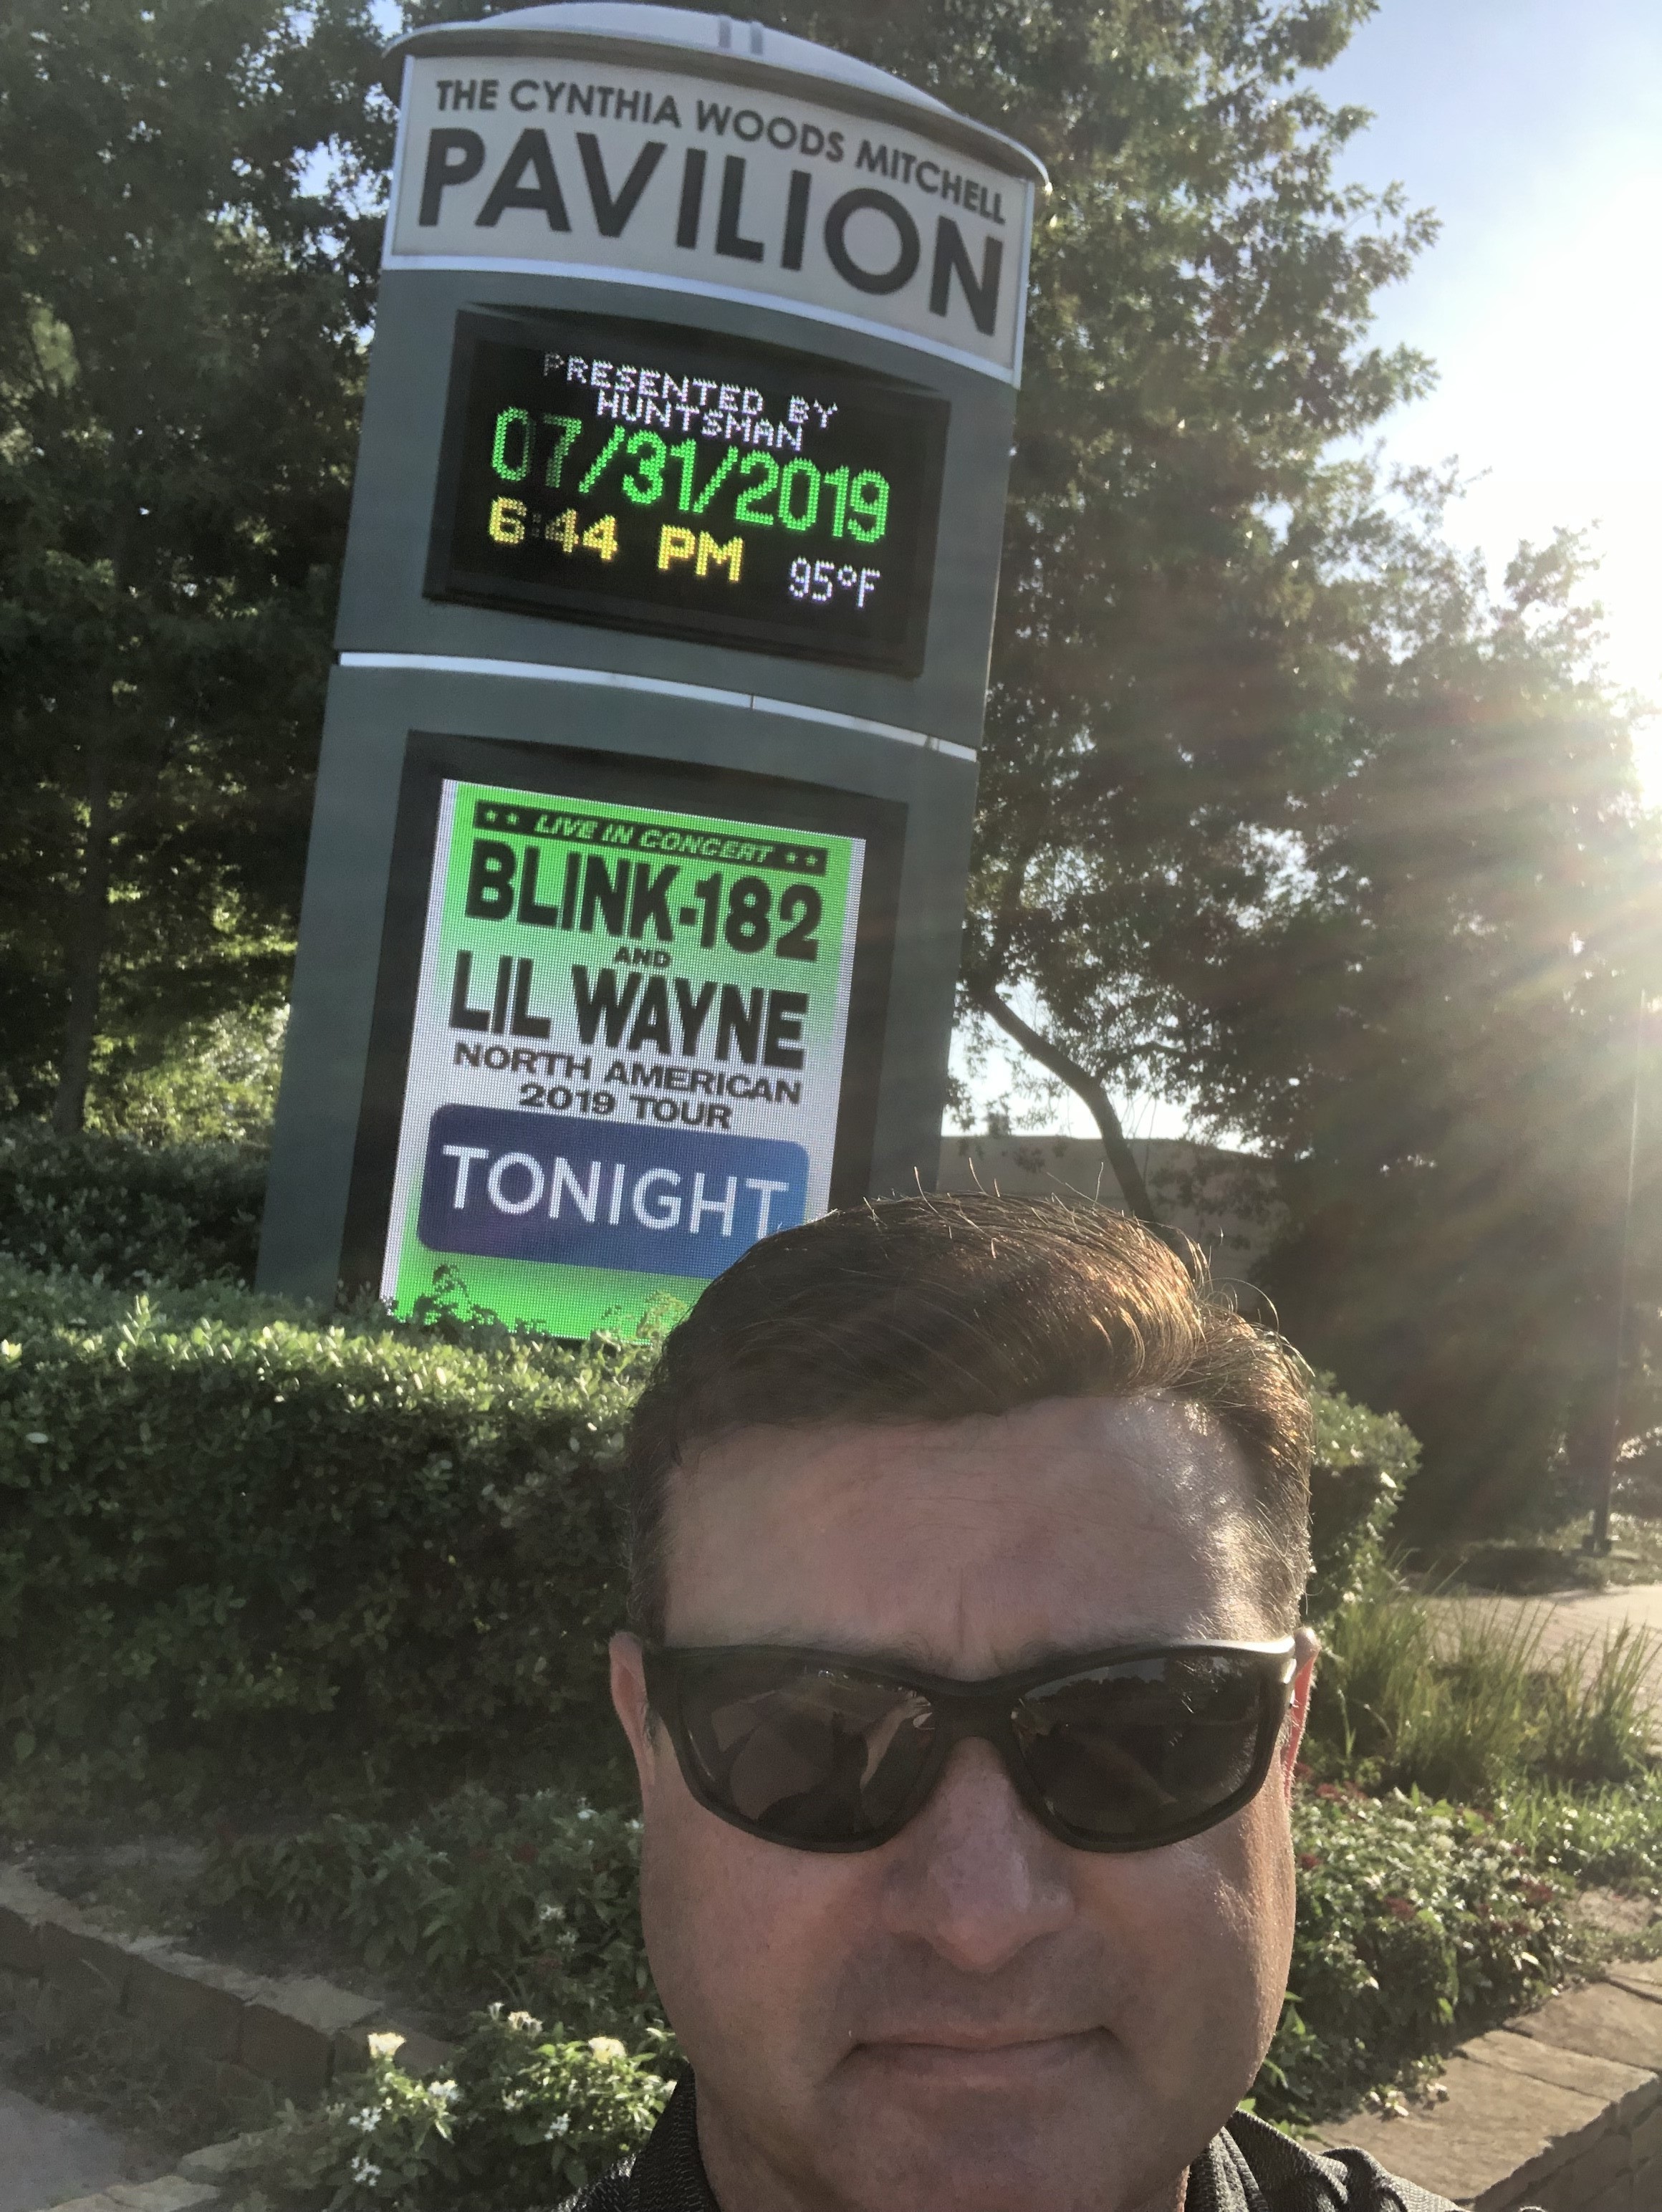 THE CYNTHIA WOODS MITCHELL
PAVILION
PRESENTED BY
HUNTSMAN
07/31/2019
6:44 PM 95°F
LIVE IN CONCERT
BLINK-182
AND
LIL WAYNE
NORTH AMERICAN
2019 TOUR
TONIGHT